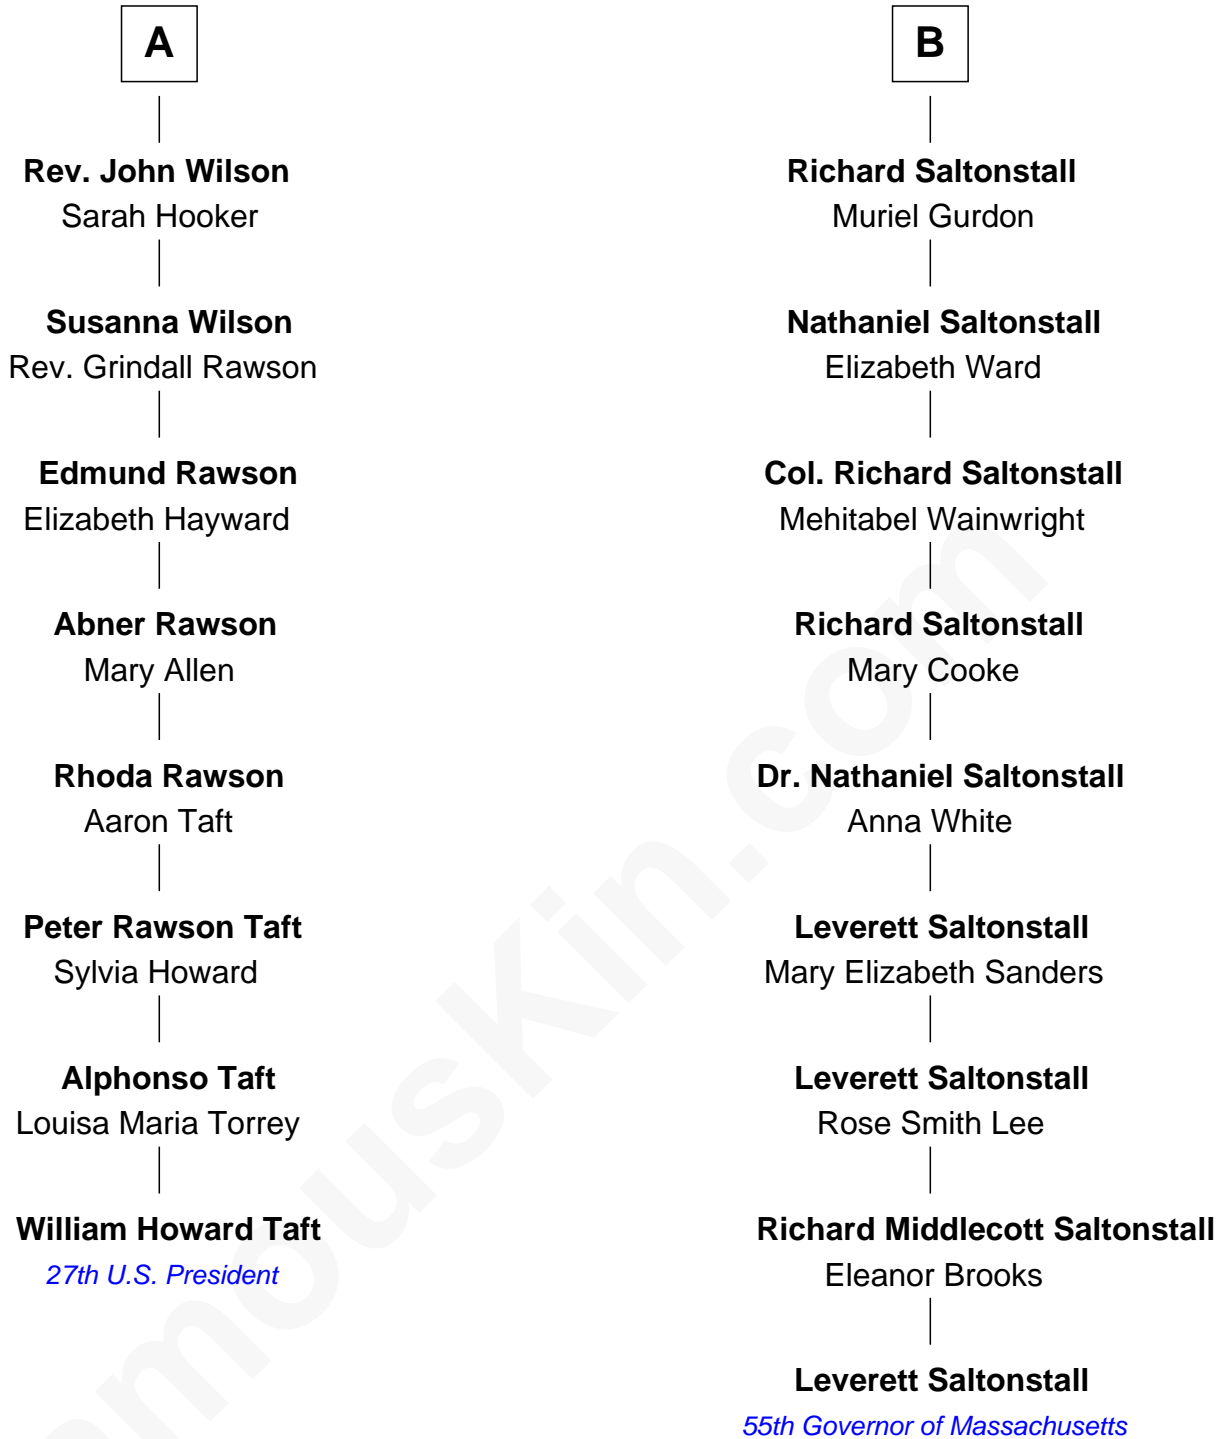 A
Rev. John Wilson
Sarah Hooker
Susanna Wilson
Rev. Grindall Rawson
Edmund Rawson
Elizabeth Hayward
Abner Rawson
Mary Allen
Rhoda Rawson
Aaron Taft
Peter Rawson Taft
Sylvia Howard
Alphonso Taft
Louisa Maria Torrey
William Howard Taft
27th U.S. President
B
Richard Saltonstall
Muriel Gurdon
Nathaniel Saltonstall
Elizabeth Ward
Col. Richard Saltonstall
Mehitabel Wainwright
Richard Saltonstall
Mary Cooke
Dr. Nathaniel Saltonstall
Anna White
Leverett Saltonstall
Mary Elizabeth Sanders
Leverett Saltonstall
Rose Smith Lee
Richard Middlecott Saltonstall
Eleanor Brooks
Leverett Saltonstall
55th Governor of Massachusetts
amousKin.com